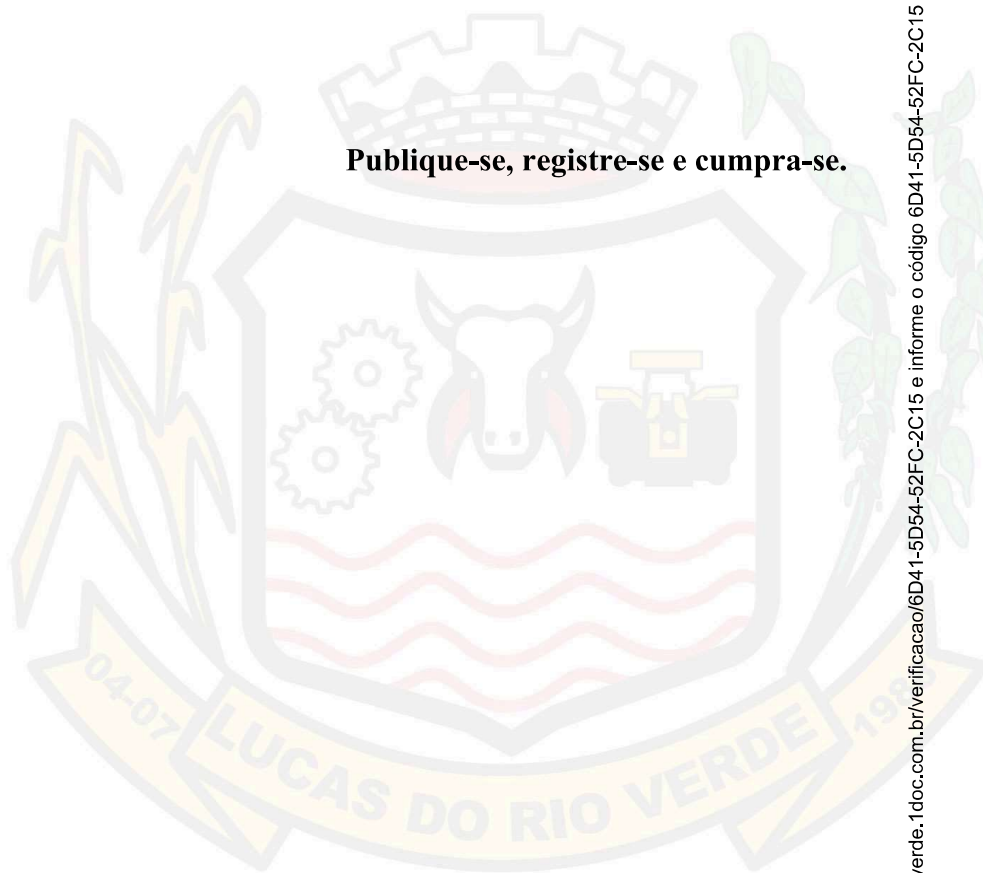 Publique-se, registre-se e cumpra-se.
04-07
LUCAS DO RIO VERDE
verde.1doc.com.br/verificacao/6D41-5D54-52FC-2C15 e informe o código 6D41-5D54-52FC-2C15